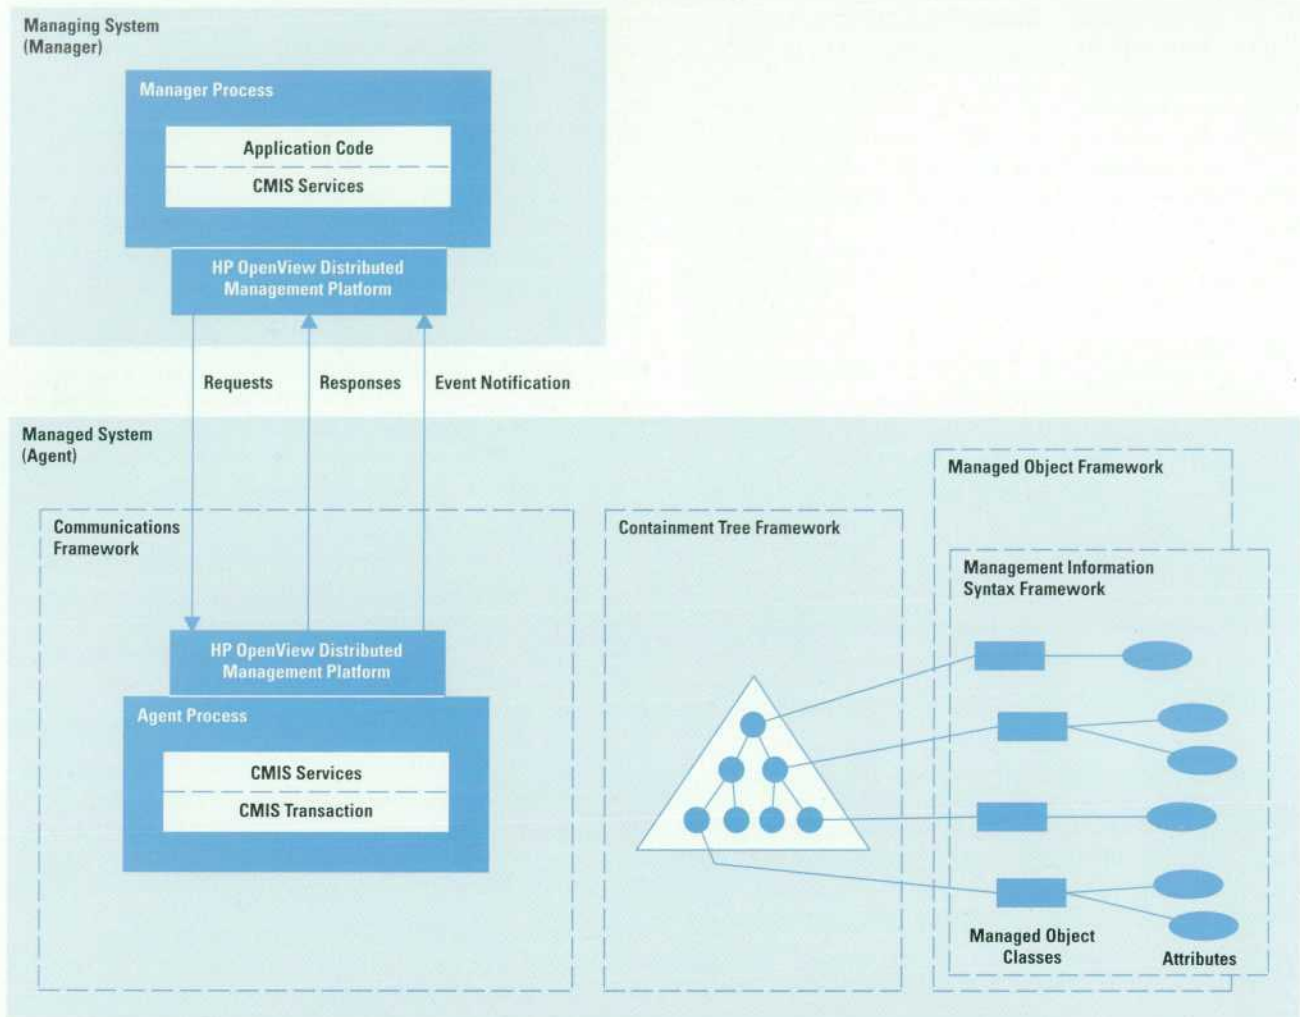 Managing System
(Manager)
Manager Process
Application Code
CMIS Services
HP OpenView Distributed
Management Platform
Requests
Responses
Event Notification
Managed System
(Agent)
Communications
Framework
HP OpenView Distributed
Management Platform
Agent Process
CMIS Services
CMIS Transaction
Containment Tree Framework
Managed Object Framework
Management Information
Syntax Framework
Managed Object
Classes
Attributes